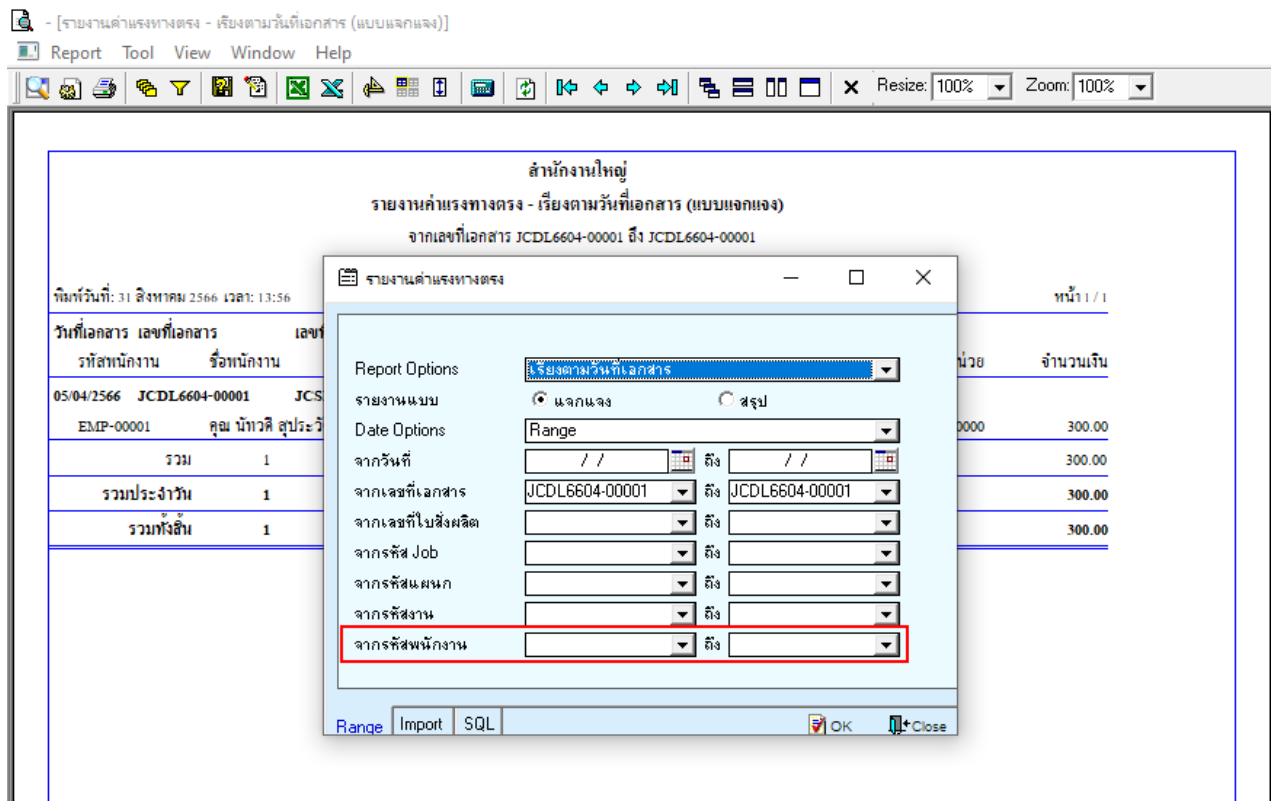 - [รายงานค่าแรงทางตรง - เรียงตามวันที่เอกสาร (แบบแจกแจง)]
Report Tool View Window Help
Resize: 100% Zoom: 100%
สำนักงานใหญ่
รายงานค่าแรงทางตรง - เรียงตามวันที่เอกสาร (แบบแจกแจง)
จากเลขที่เอกสาร JCDL6604-00001 ถึง JCDL6604-00001
พิมพ์วันที่: 31 สิงหาคม 2566 เวลา: 13:56 หน้า 1 / 1
วันที่เอกสาร เลขที่เอกสาร
รหัสพนักงาน ชื่อพนักงาน จำนวนเงิน
05/04/2566 JCDL6604-00001
EMP-00001 คุณ นัทวดี 0000 300.00
รวม 1 300.00
รวมประจำวัน 1 300.00
รวมทั้งสิ้น 1 300.00
รายงานค่าแรงทางตรง
Report Options เรียงตามวันที่เอกสาร
รายงานแบบ แจกแจง สรุป
Date Options Range
จากวันที่ / / ถึง / /
จากเลขที่เอกสาร JCDL6604-00001 ถึง JCDL6604-00001
จากเลขที่ใบสั่งผลิต ถึง
จากรหัส Job ถึง
จากรหัสแผนก ถึง
จากรหัสงาน ถึง
จากรหัสพนักงาน ถึง
Range Import SQL OK Close